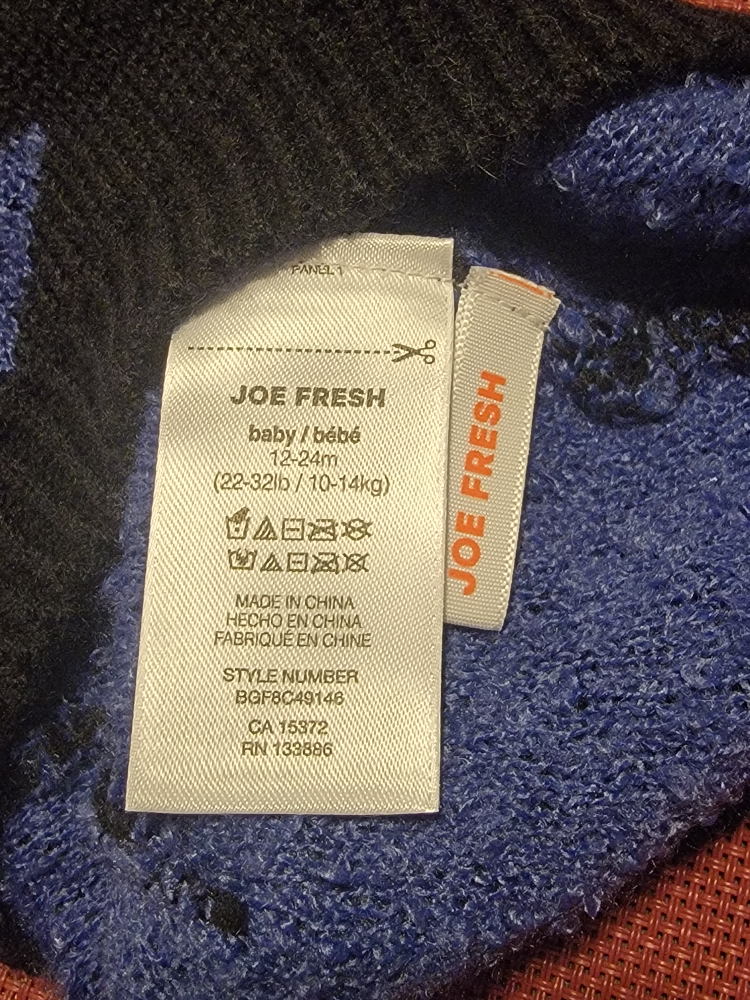 PANEL 1
JOE FRESH
baby / bébé
12-24m
(22-32lb / 10-14kg)
MADE IN CHINA
HECHO EN CHINA
FABRIQUÉ EN CHINE
STYLE NUMBER
BGF8C49146
CA 15372
RN 133886
JOE FRESH